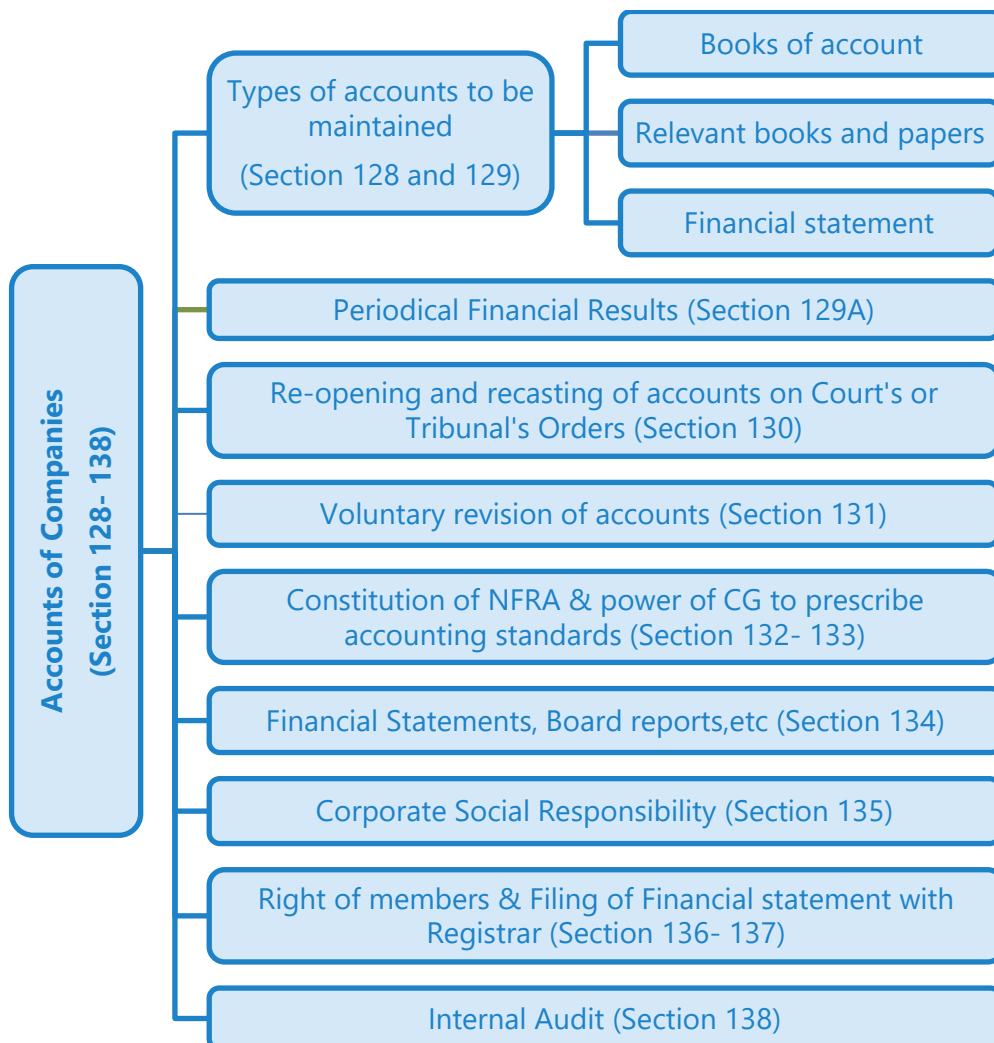 Accounts of Companies
(Section 128- 138)
Types of accounts to be
maintained
(Section 128 and 129)
Books of account
Relevant books and papers
Financial statement
Periodical Financial Results (Section 129A)
Re-opening and recasting of accounts on Court's or
Tribunal's Orders (Section 130)
Voluntary revision of accounts (Section 131)
Constitution of NFRA & power of CG to prescribe
accounting standards (Section 132- 133)
Financial Statements, Board reports,etc (Section 134)
Corporate Social Responsibility (Section 135)
Right of members & Filing of Financial statement with
Registrar (Section 136- 137)
Internal Audit (Section 138)